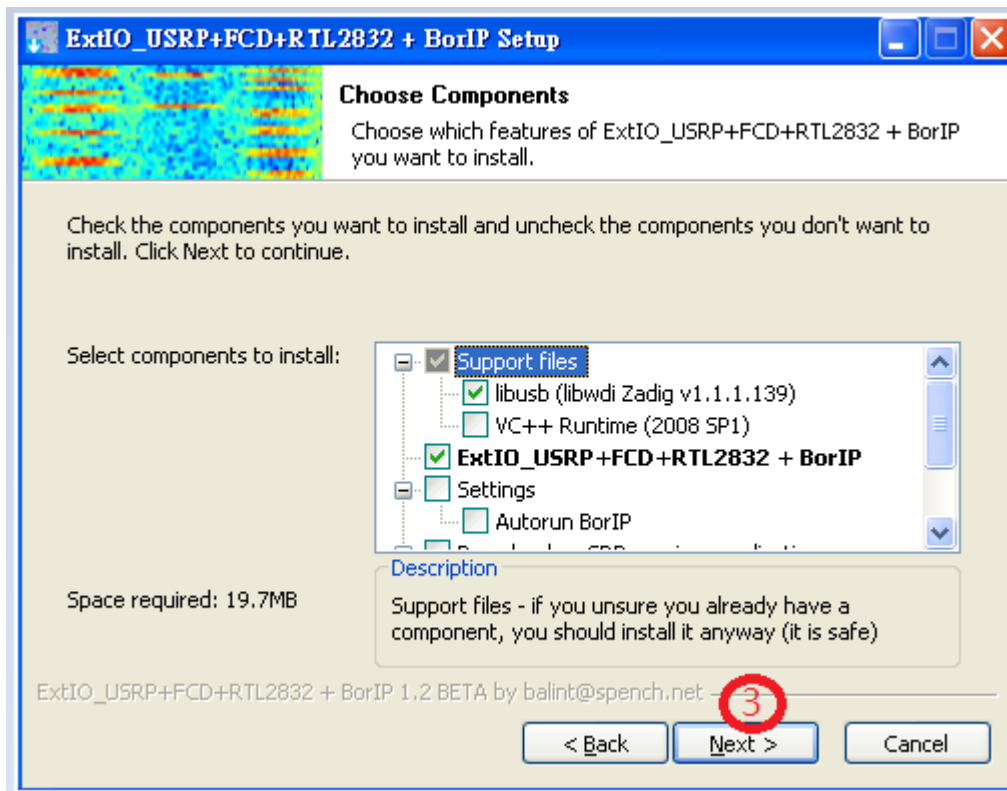 ExtIO_USRP+FCD+RTL2832 + BorIP Setup
Choose Components
Choose which features of ExtIO_USRP+FCD+RTL2832 + BorIP
you want to install.
Check the components you want to install and uncheck the components you don't want to
install. Click Next to continue.
Select components to install:
Support files
libusb (libwdi Zadig v1.1.1.139)
VC++ Runtime (2008 SP1)
ExtIO_USRP+FCD+RTL2832 + BorIP
Settings
Autorun BorIP
Space required: 19.7MB
Description
Support files - if you unsure you already have a
component, you should install it anyway (it is safe)
ExtIO_USRP+FCD+RTL2832 + BorIP 1.2 BETA by balint@spench.net
3
< Back
Next >
Cancel